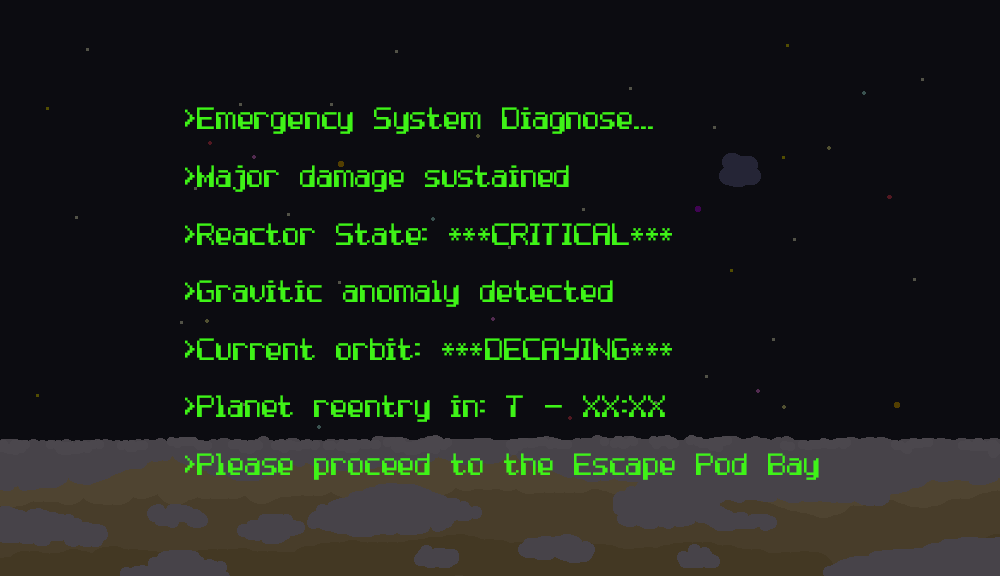 >Emergency System Diagnose...
>Major damage sustained
>Reactor State: ***CRITICAL***
>Gravitic anomaly detected
>Current orbit: ***DECAYING***
>Planet reentry in: T - XX:XX
>Please proceed to the Escape Pod Bay